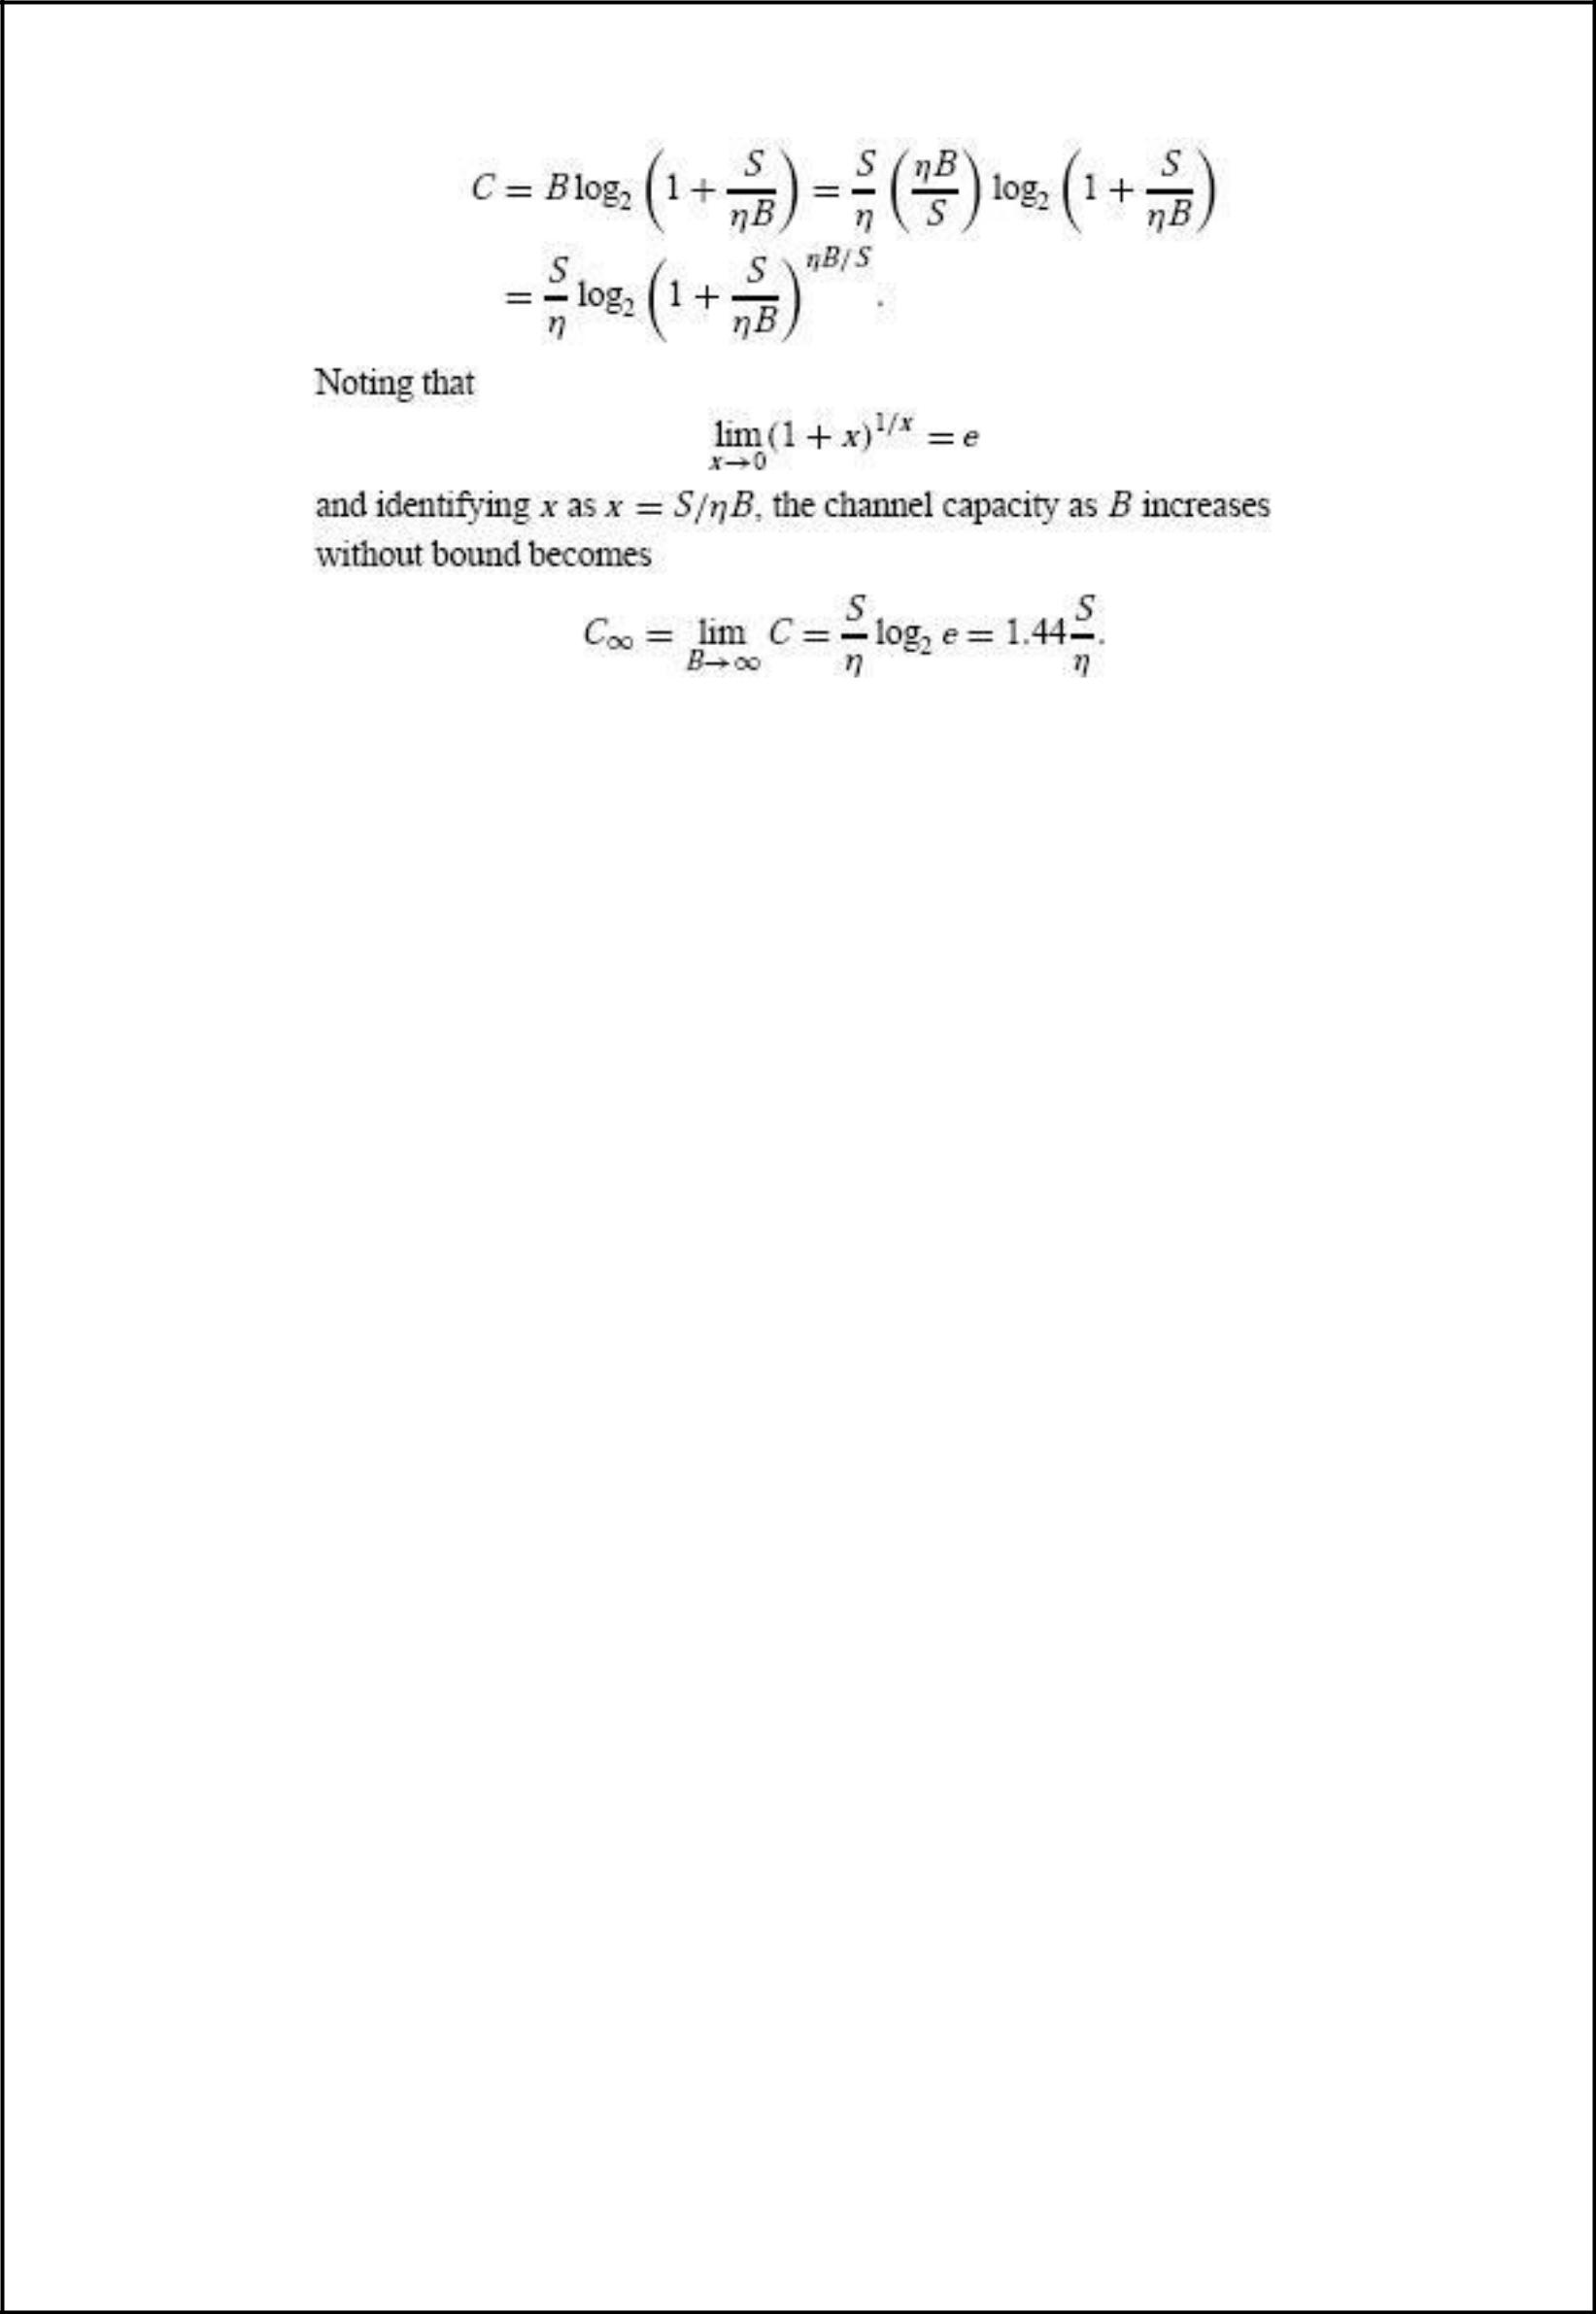 C = B log₂ (1 + S/ηB) = S/η (ηB/S) log₂ (1 + S/ηB)
= S/η log₂ (1 + S/ηB)^{ηB/S}.
Noting that
lim_{x→0} (1 + x)^{1/x} = e
and identifying x as x = S/ηB, the channel capacity as B increases
without bound becomes
C_∞ = lim_{B→∞} C = S/η log₂ e = 1.44 S/η.